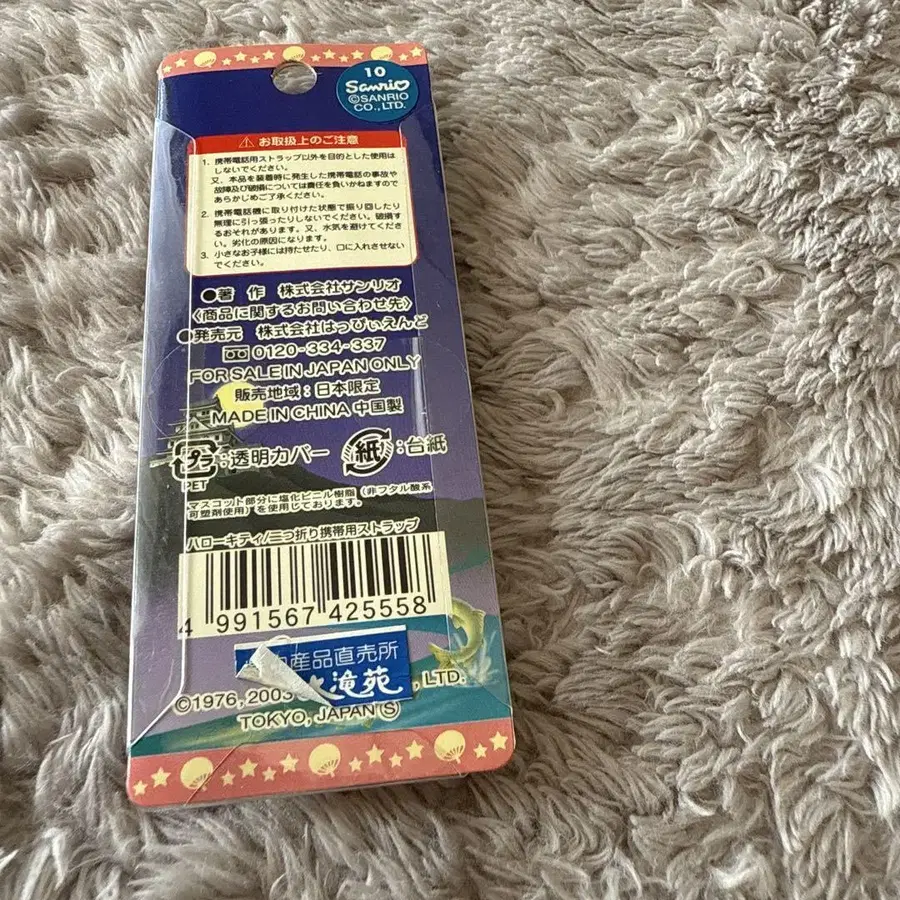 10
Sanrio
©SANRIO
CO., LTD.
⚠ お取扱上のご注意
1. 携帯電話用ストラップ以外を目的とした使用は
しないでください。
又、本品を装着時に発生した携帯電話の事故や
故障及び破損については責任を負いかねますので
あらかじめご了承ください。
2. 携帯電話機に取り付けた状態で振り回したり
無理に引っ張ったりしないでください。破損す
るおそれがあります。又、水気を避けてくださ
い。劣化の原因になります。
3. 小さなお子様には持たせたり、口に入れさせない
でください。
●著 作 株式会社サンリオ
〈商品に関するお問い合わせ先〉
●発売元 株式会社はっぴぃえんど
0120-334-337
FOR SALE IN JAPAN ONLY
販売地域：日本限定
MADE IN CHINA 中国製
プラ：透明カバー 紙：台紙
PET
マスコット部分に塩化ビニル樹脂（非フタル酸系
可塑剤使用）を使用しております。
ハローキティ/二つ折り携帯用ストラップ
4 991567 425558
産品直売所
滝苑
©1976, 2003 , LTD.
TOKYO, JAPAN Ⓢ